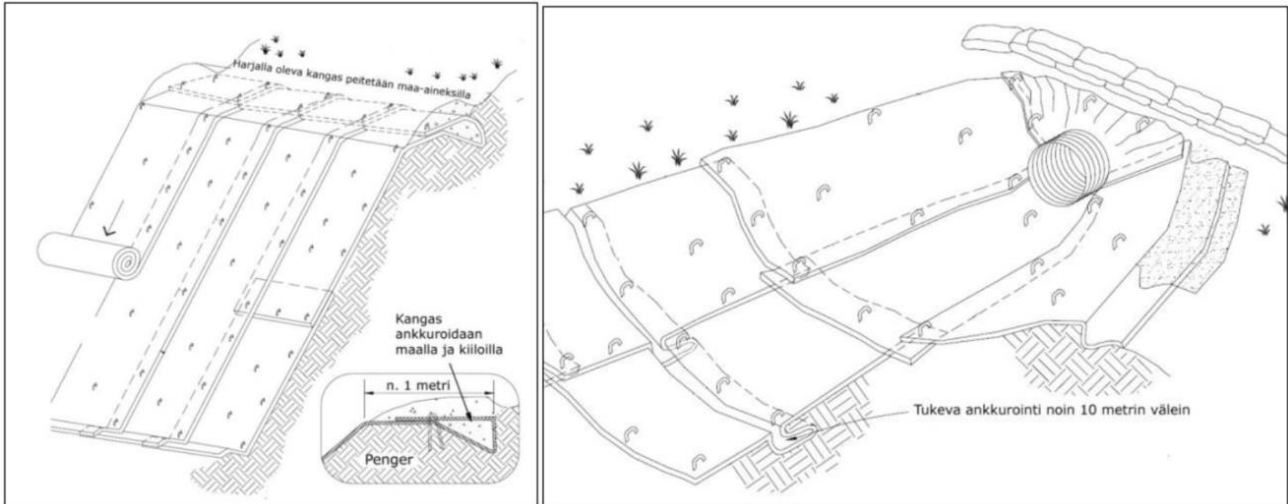 Harjalla oleva kangas peitetään maa-aineksilla
Kangas
ankkuroidaan
maalla ja kiiloilla
n. 1 metri
Penger
Tukeva ankkurointi noin 10 metrin välein